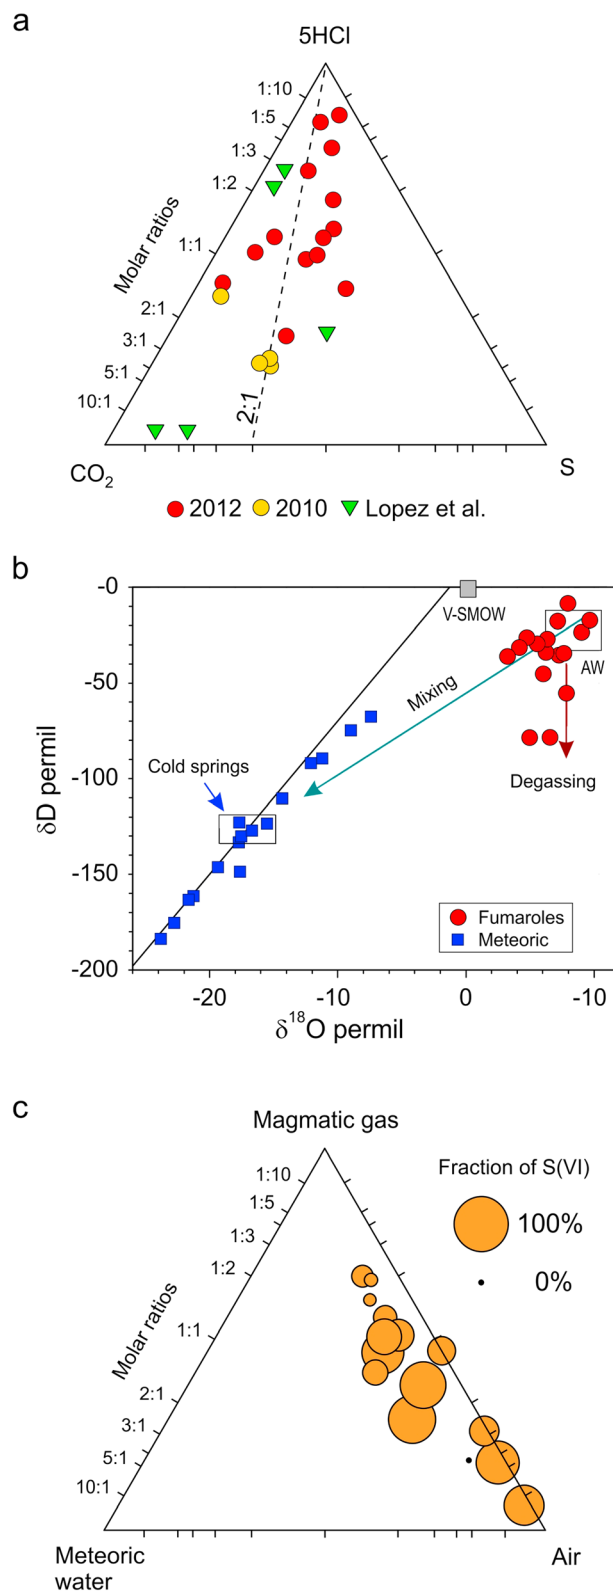 a
5HCl
1:10
1:5
1:3
1:2
Molar ratios
1:1
2:1
3:1
5:1
10:1
2:1
CO₂
S
2012 2010 Lopez et al.
b
-0
V-SMOW
AW
-50
Mixing
Cold springs
Degassing
-100
δD permil
-150
Fumaroles
Meteoric
-200
-20 -10 0 -10
δ¹⁸O permil
c
Magmatic gas
Fraction of S(VI)
1:10
1:5
100%
1:3
1:2
0%
Molar ratios
1:1
2:1
3:1
5:1
10:1
Meteoric
water
Air